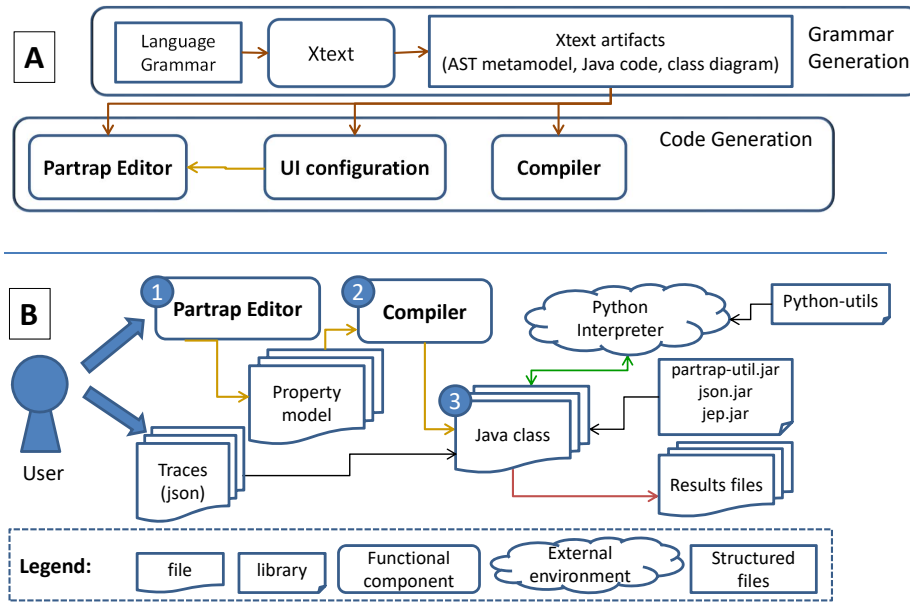 A
Language
Grammar
Xtext
Xtext artifacts
(AST metamodel, Java code, class diagram)
Grammar
Generation
Code Generation
Partrap Editor
UI configuration
Compiler
B
1
Partrap Editor
2
Compiler
Python
Interpreter
Python-utils
Property
model
partrap-util.jar
json.jar
jep.jar
3
Java class
User
Traces
(json)
Results files
Legend:
file
library
Functional
component
External
environment
Structured
files